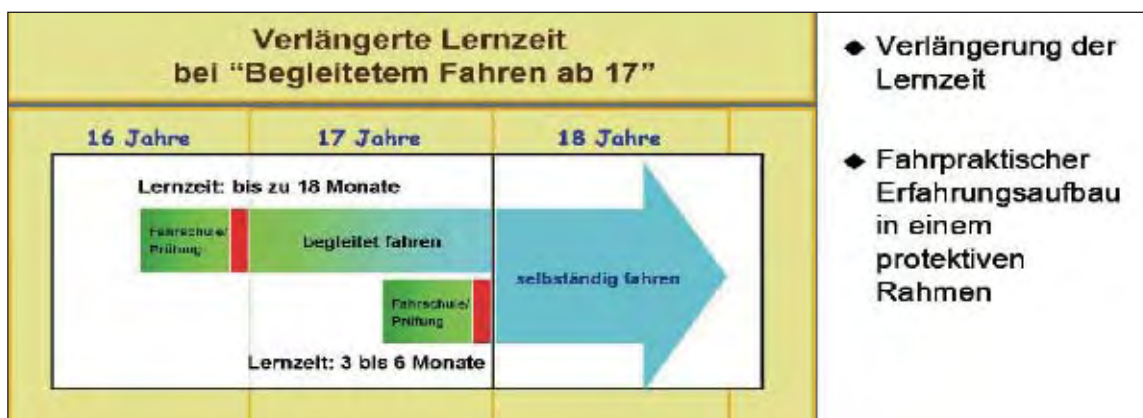 Verlängerte Lernzeit
bei “Begleitetem Fahren ab 17”
16 Jahre
17 Jahre
18 Jahre
Lernzeit: bis zu 18 Monate
Fahrschule/
Prüfung
begleitet fahren
selbständig fahren
Fahrschule/
Prüfung
Lernzeit: 3 bis 6 Monate
◆ Verlängerung der
Lernzeit
◆ Fahrpraktischer
Erfahrungsaufbau
in einem
protektiven
Rahmen